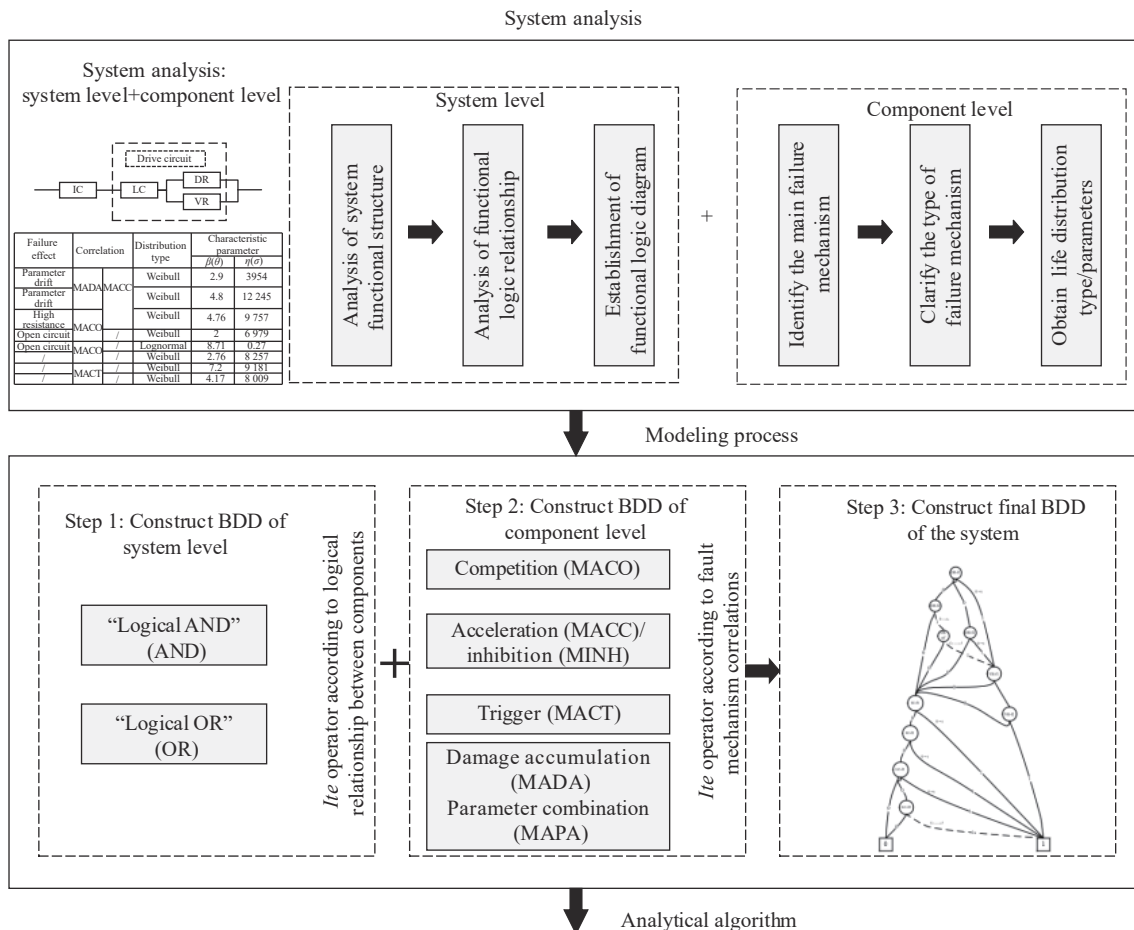 System analysis
System analysis:
system level+component level
Drive circuit
IC
LC
DR
VR
Failure effect Correlation Distribution type Characteristic parameter
β(θ) η(σ)
Parameter drift MADA MACC Weibull 2.9 3954
Parameter drift Weibull 4.8 12 245
High resistance MACO Weibull 4.76 9 757
Open circuit / Weibull 2 6 979
Open circuit MACO / Lognormal 8.71 0.27
/ / Weibull 2.76 8 257
/ MACT / Weibull 7.2 9 181
/ / Weibull 4.17 8 009
System level
Analysis of system
functional structure
Analysis of functional
logic relationship
Establishment of
functional logic diagram
+
Component level
Identify the main failure
mechanism
Clarify the type of
failure mechanism
Obtain life distribution
type/parameters
Modeling process
Step 1: Construct BDD of
system level
“Logical AND”
(AND)
“Logical OR”
(OR)
Ite operator according to logical
relationship between components
+
Step 2: Construct BDD of
component level
Competition (MACO)
Acceleration (MACC)/
inhibition (MINH)
Trigger (MACT)
Damage accumulation
(MADA)
Parameter combination
(MAPA)
Ite operator according to fault
mechanism correlations
Step 3: Construct final BDD
of the system
0
1
Analytical algorithm